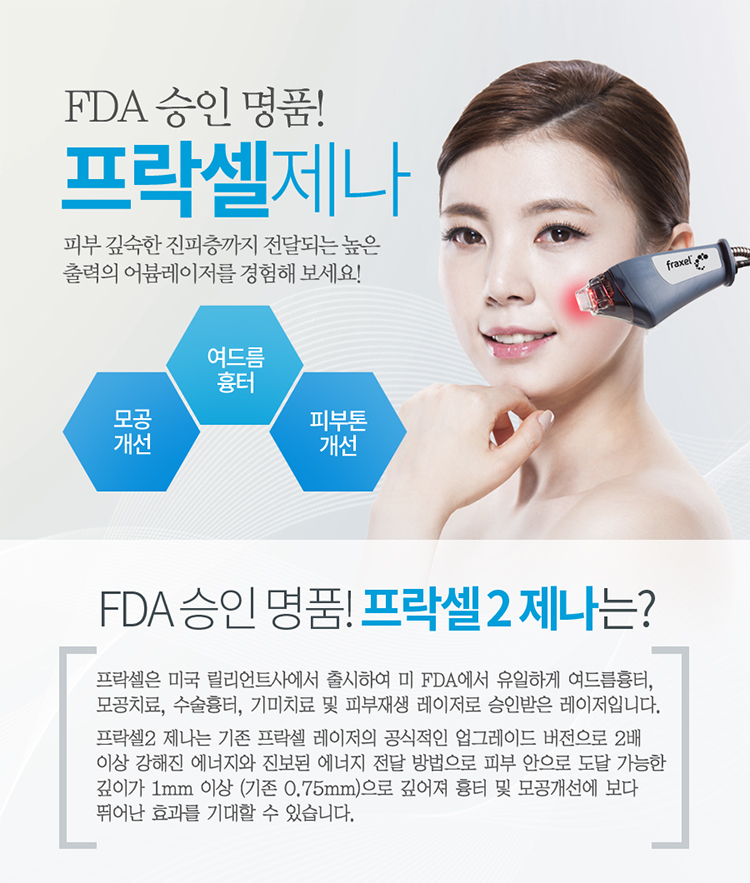 FDA 승인 명품!
프락셀제나
피부 깊숙한 진피층까지 전달되는 높은
출력의 어븀레이저를 경험해 보세요!
fraxel
여드름
흉터
모공
개선
피부톤
개선
FDA 승인 명품! 프락셀 2 제나는?
프락셀은 미국 릴리언트사에서 출시하여 미 FDA에서 유일하게 여드름흉터,
모공치료, 수술흉터, 기미치료 및 피부재생 레이저로 승인받은 레이저입니다.
프락셀2 제나는 기존 프락셀 레이저의 공식적인 업그레이드 버전으로 2배
이상 강해진 에너지와 진보된 에너지 전달 방법으로 피부 안으로 도달 가능한
깊이가 1mm 이상 (기존 0.75mm)으로 깊어져 흉터 및 모공개선에 보다
뛰어난 효과를 기대할 수 있습니다.